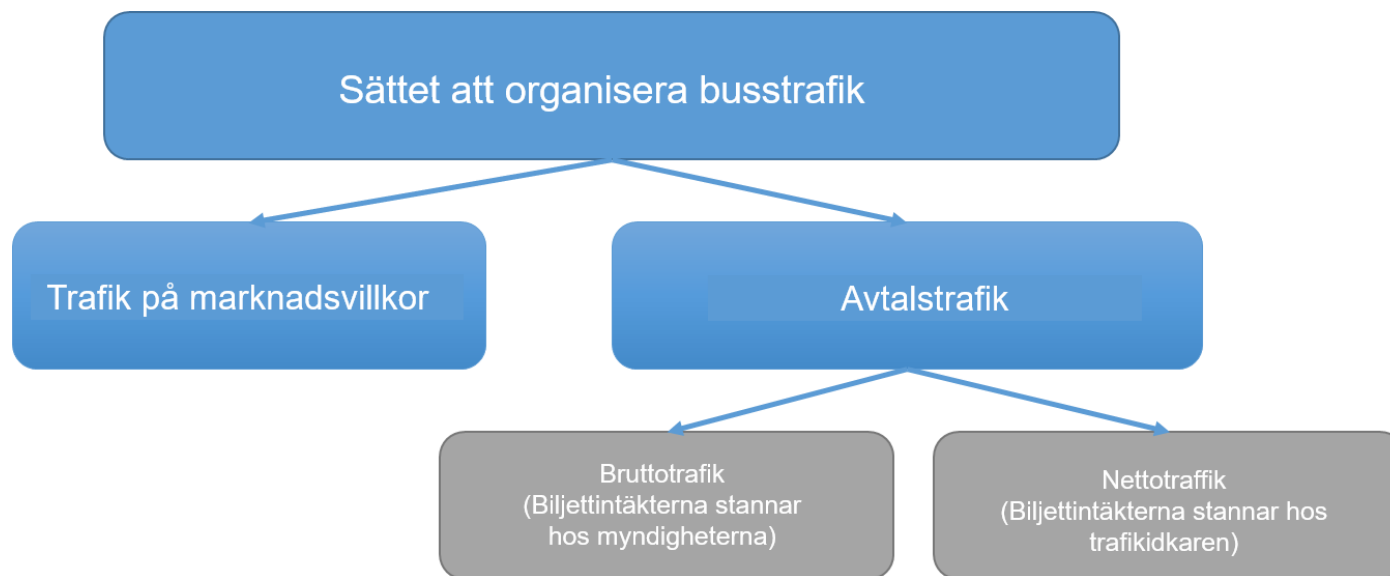 Sättet att organisera busstrafik
Trafik på marknadsvillkor
Avtalstrafik
Bruttotrafik
(Biljettintäkterna stannar
hos myndigheterna)
Nettotraffik
(Biljettintäkterna stannar hos
trafikidkaren)